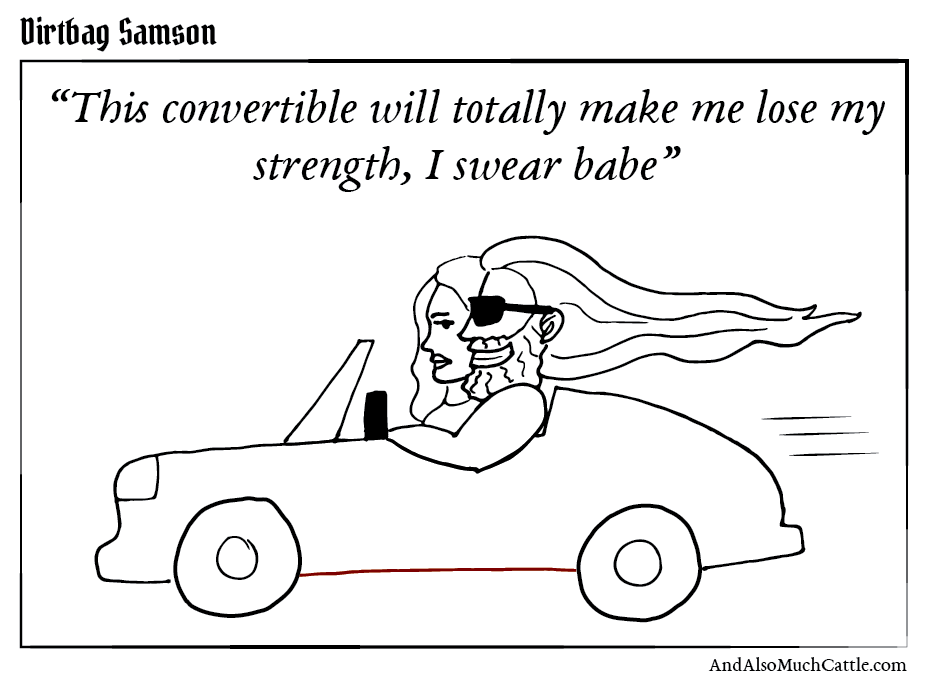 Dirtbag Samson
“This convertible will totally make me lose my
strength, I swear babe”
AndAlsoMuchCattle.com